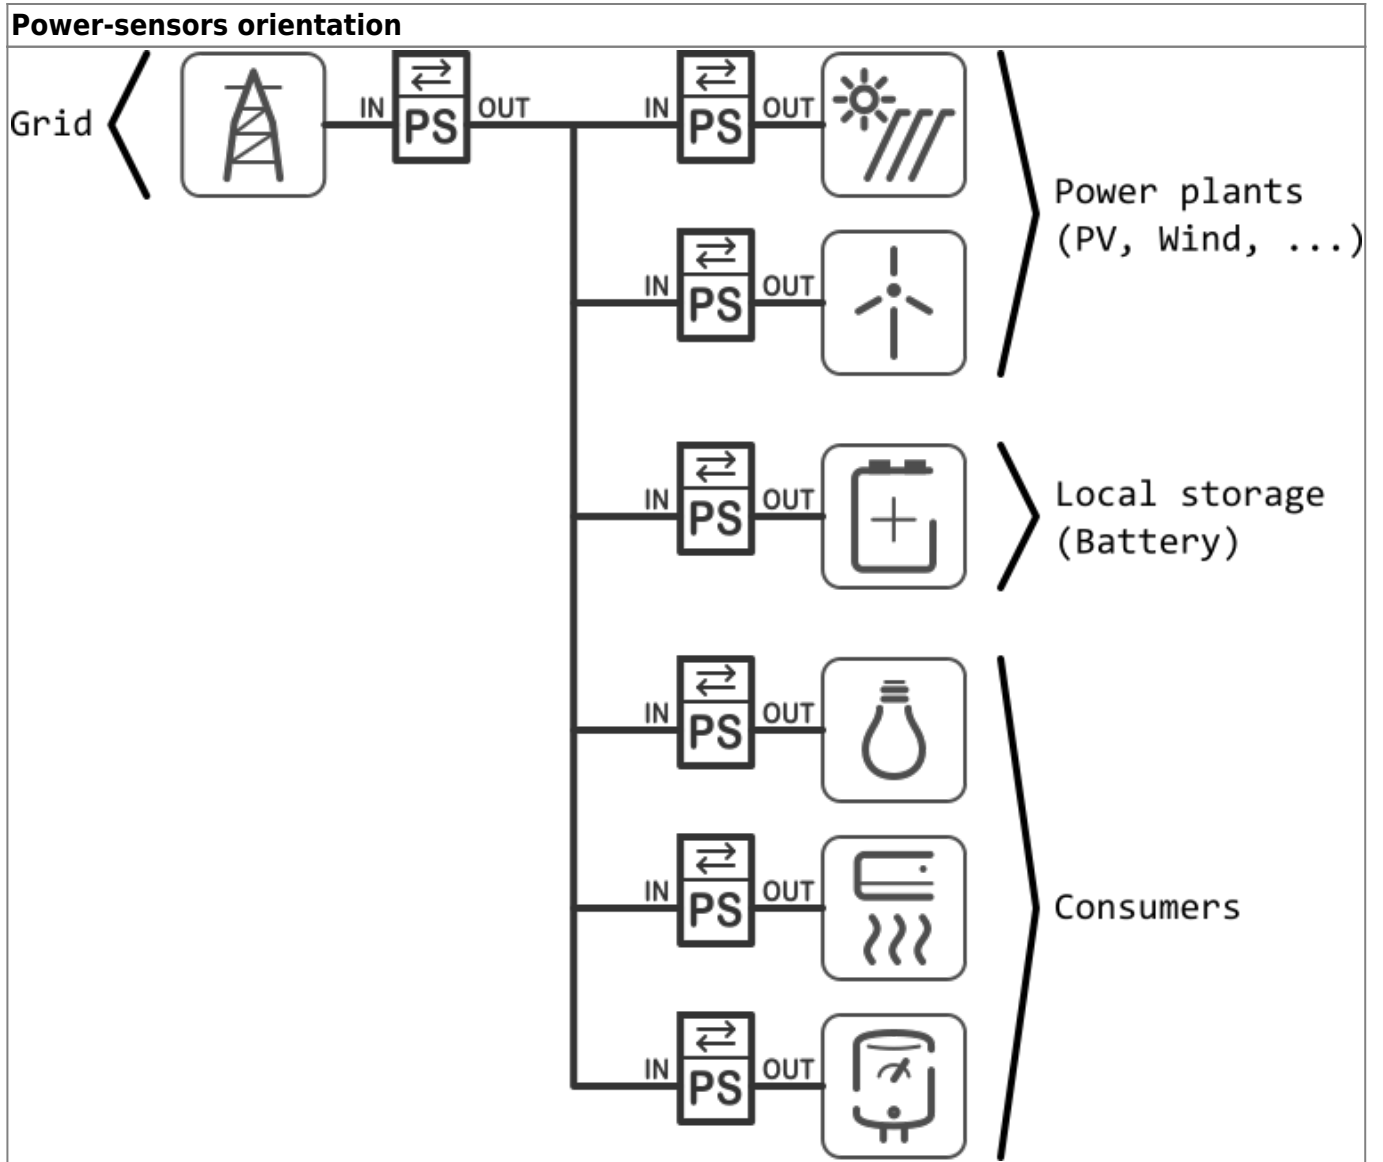 Power-sensors orientation
Grid
IN PS OUT
IN PS OUT
Power plants
(PV, Wind, ...)
IN PS OUT
IN PS OUT
Local storage
(Battery)
IN PS OUT
IN PS OUT
Consumers
IN PS OUT